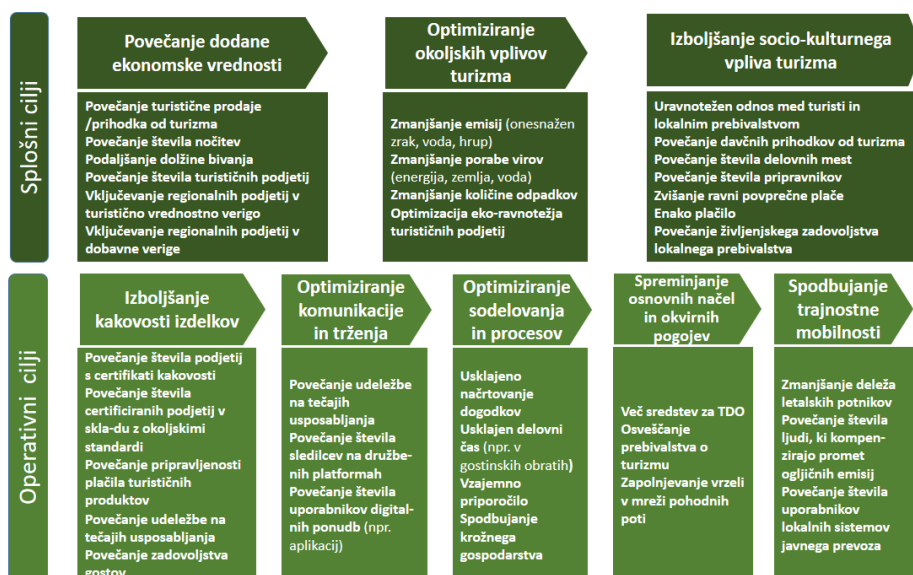 Splošni cilji
Povečanje dodane
ekonomske vrednosti
Povečanje turistične prodaje
/prihodka od turizma
Povečanje števila nočitev
Podaljšanje dolžine bivanja
Povečanje števila turističnih podjetij
Vključevanje regionalnih podjetij v
turistično vrednostno verigo
Vključevanje regionalnih podjetij v
dobavne verige
Optimiziranje
okoljskih vplivov
turizma
Zmanjšanje emisij (onesnažen
zrak, voda, hrup)
Zmanjšanje porabe virov
(energija, zemlja, voda)
Zmanjšanje količine odpadkov
Optimizacija eko-ravnotežja
turističnih podjetij
Izboljšanje socio-kulturnega
vpliva turizma
Uravnotežen odnos med turisti in
lokalnim prebivalstvom
Povečanje davčnih prihodkov od turizma
Povečanje števila delovnih mest
Povečanje števila pripravnikov
Zvišanje ravni povprečne plače
Enako plačilo
Povečanje življenjskega zadovoljstva
lokalnega prebivalstva
Operativni cilji
Izboljšanje
kakovosti izdelkov
Povečanje števila podjetij
s certifikati kakovosti
Povečanje števila
certificiranih podjetij v
skla-du z okoljskimi
standardi
Povečanje pripravljenosti
plačila turističnih
produktov
Povečanje udeležbe na
tečajih usposabljanja
Povečanje zadovoljstva
gostov
Optimiziranje
komunikacije
in trženja
Povečanje udeležbe
na tečajih
usposabljanja
Povečanje števila
sledilcev na družbe-
nih platformah
Povečanje števila
uporabnikov digital-
nih ponudb (npr.
aplikacij)
Optimiziranje
sodelovanja
in procesov
Usklajeno
načrtovanje
dogodkov
Usklajen delovni
čas (npr. v
gostinskih obratih)
Vzajemno
priporočilo
Spodbujanje
krožnega
gospodarstva
Spreminjanje
osnovnih načel
in okvirnih
pogojev
Več sredstev za TDO
Osveščanje
prebivalstva o
turizmu
Zapolnjevanje vrzeli
v mreži pohodnih
poti
Spodbujanje
trajnostne
mobilnosti
Zmanjšanje deleža
letalskih potnikov
Povečanje števila
ljudi, ki kompen-
zirajo promet
ogljičnih emisij
Povečanje števila
uporabnikov
lokalnih sistemov
javnega prevoza